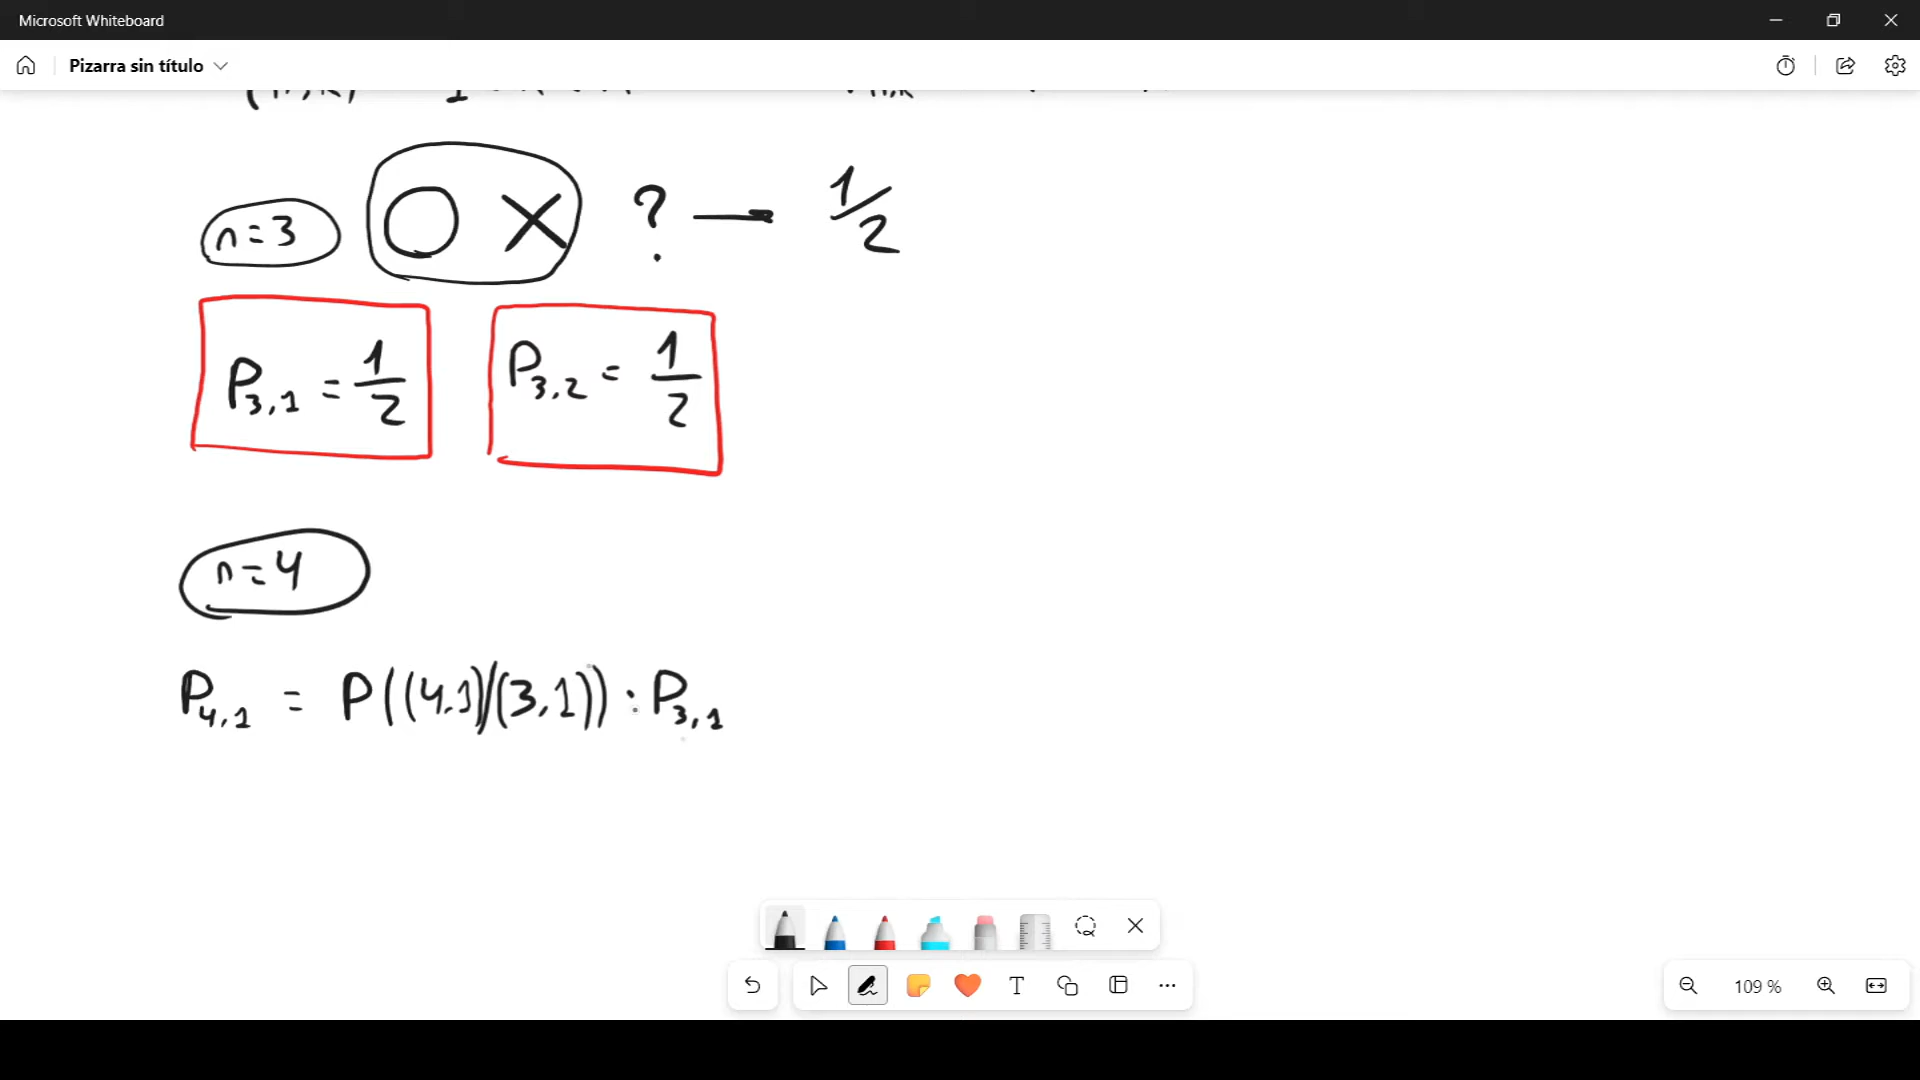 Microsoft Whiteboard
Pizarra sin título
n=3 O X ? → 1/2
P3,1 = 1/2
P3,2 = 1/2
n=4
P4,1 = P((4,1)/(3,1)) · P3,1
T
109 %